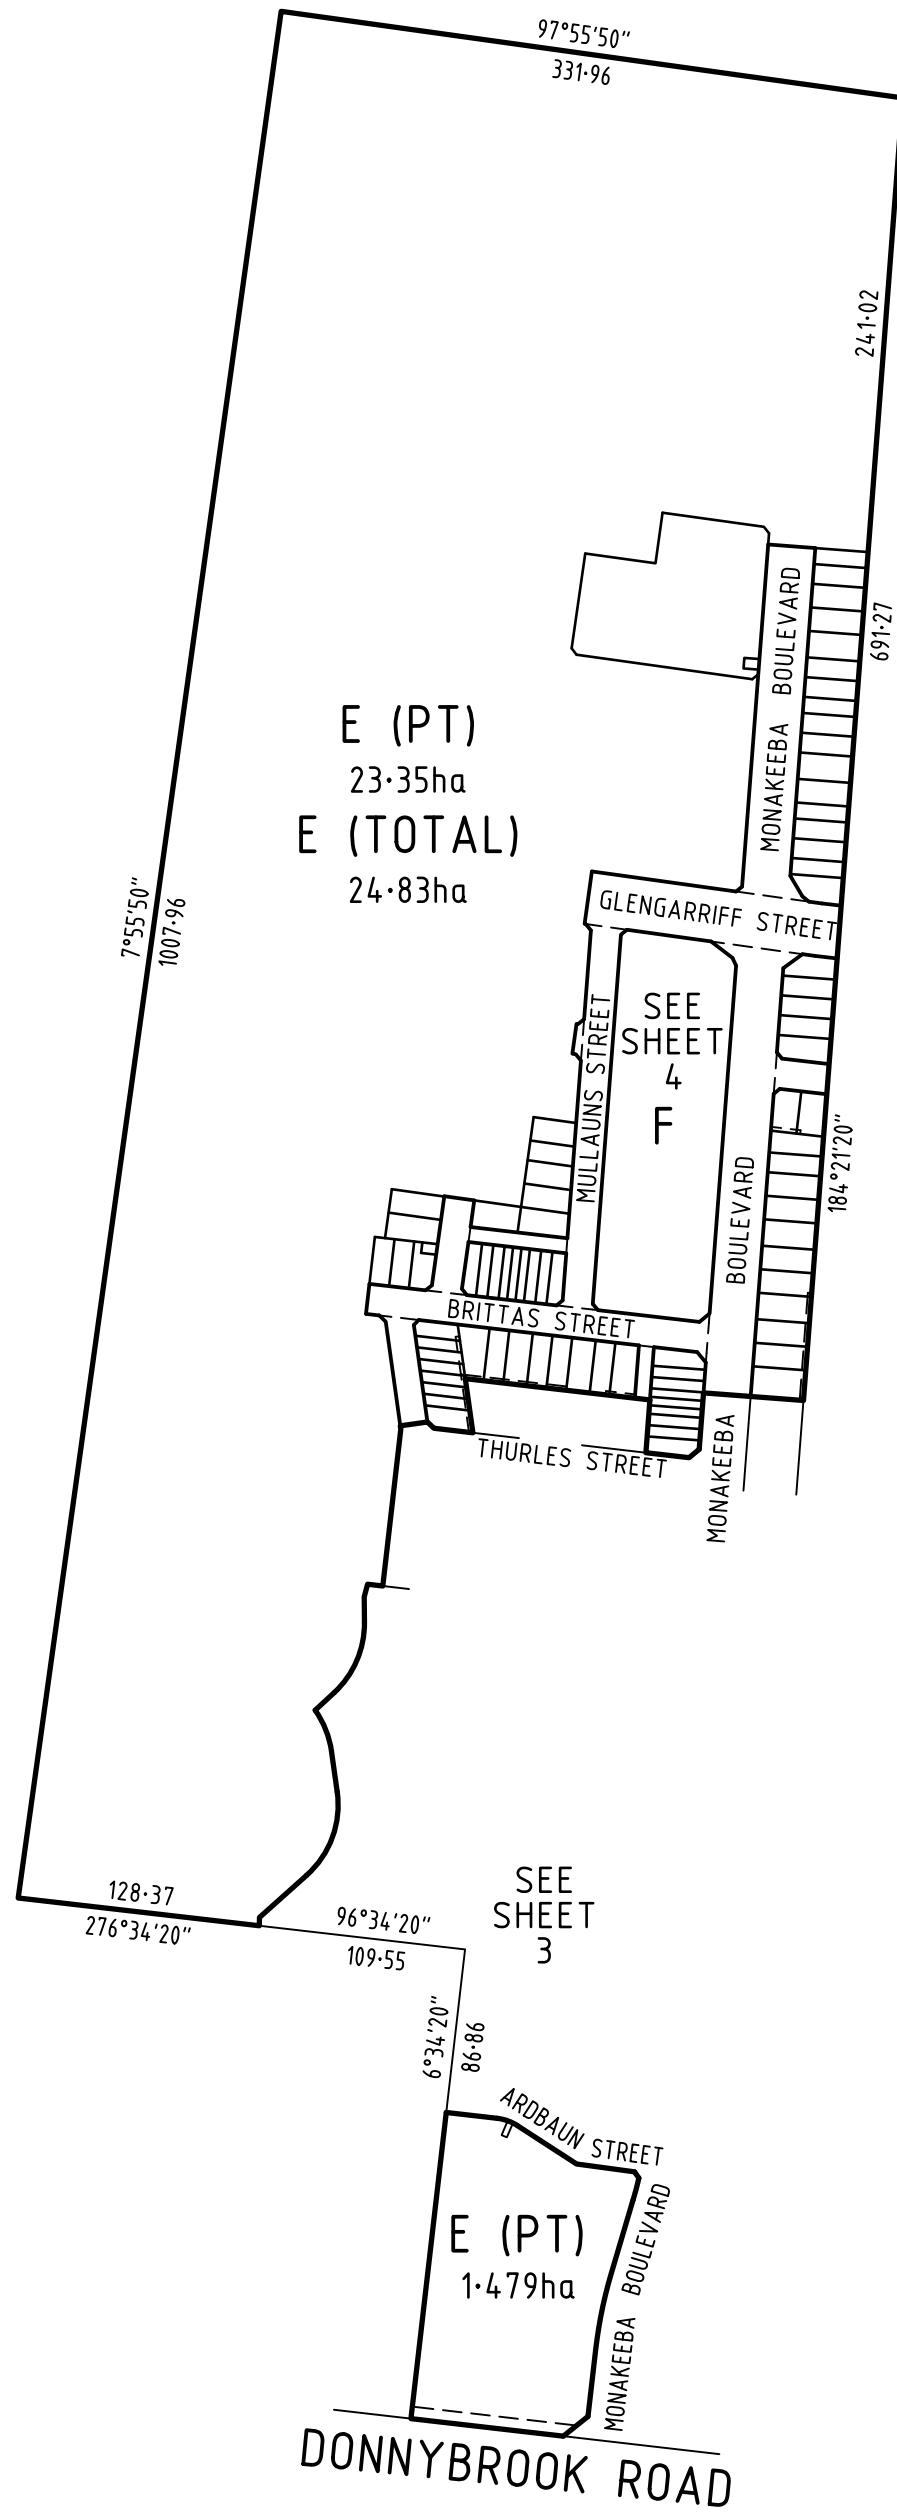 97°55'50"
331·96
241·02
691·27
MONAKEEBA BOULEVARD
E (PT)
23·35ha
E (TOTAL)
24·83ha
7°55'50"
1007·96
GLENGARRIFF STREET
SEE
SHEET
4
F
MULLAUNS STREET
184°21'20"
BRITTAS STREET
MONAKEEBA BOULEVARD
THURLES STREET
128·37
276°34'20"
96°34'20"
109·55
SEE
SHEET
3
6°34'20"
86·86
ARDBAUN STREET
E (PT)
1·479ha
MONAKEEBA BOULEVARD
DONNYBROOK ROAD